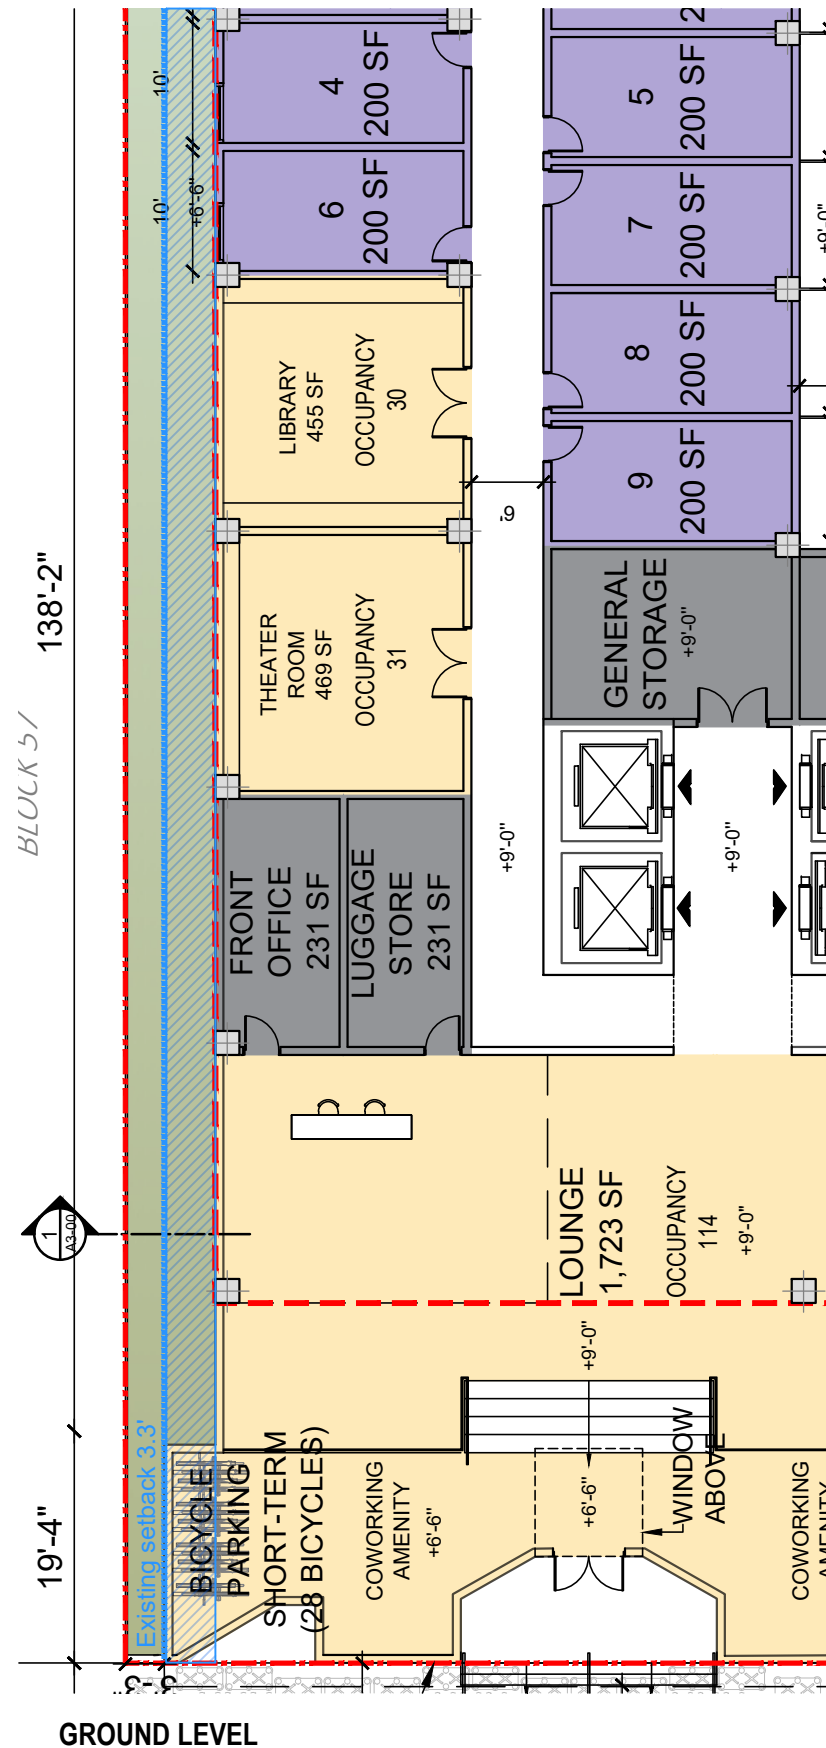 4
200 SF
5
200 SF
10'
10'
+6'-6"
6
200 SF
7
200 SF
+9'-0"
8
200 SF
LIBRARY
455 SF
OCCUPANCY
30
9
200 SF
9'
138'-2"
THEATER
ROOM
469 SF
OCCUPANCY
31
GENERAL
STORAGE
+9'-0"
BLOCK 57
+9'-0"
+9'-0"
FRONT
OFFICE
231 SF
LUGGAGE
STORE
231 SF
LOUNGE
1,723 SF
OCCUPANCY
114
+9'-0"
1
A3-00
+9'-0"
Existing setback 3.3'
19'-4"
BICYCLE
PARKING
SHORT-TERM
(28 BICYCLES)
COWORKING
AMENITY
+6'-6"
+6'-6"
WINDOW
ABOVE
COWORKING
AMENITY
GROUND LEVEL